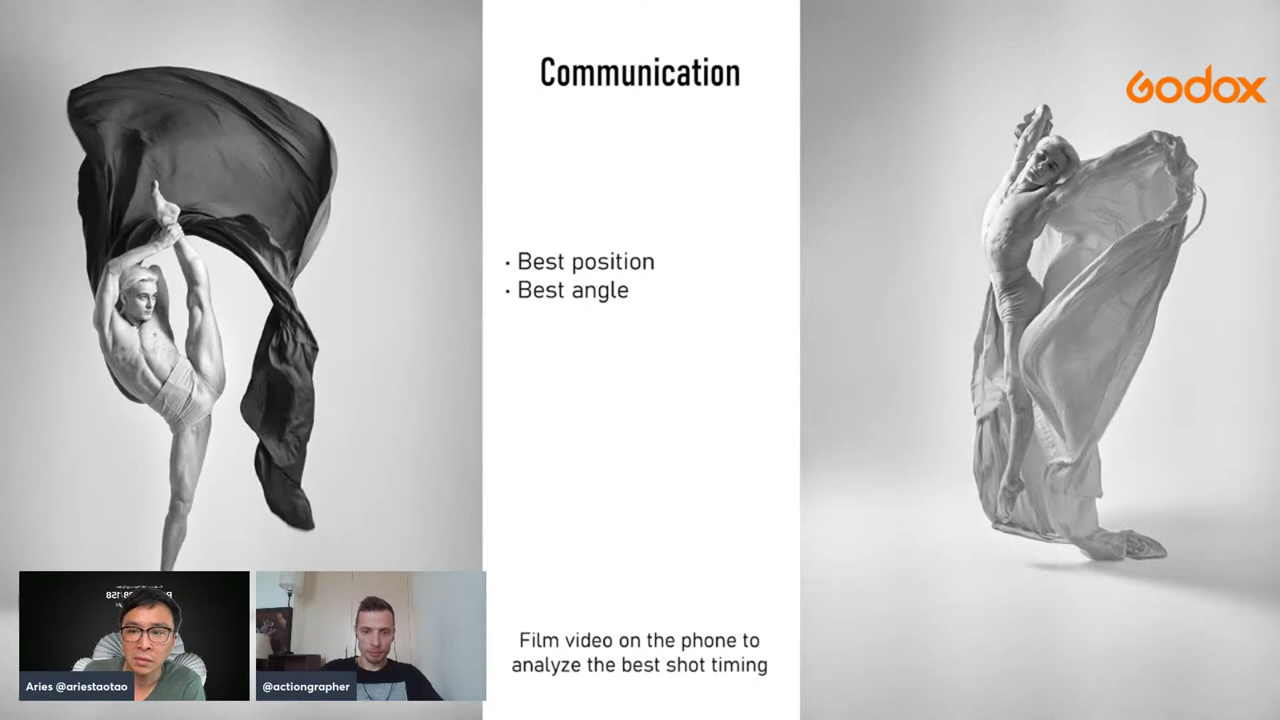 Communication
Godox
· Best position
· Best angle
Film video on the phone to
analyze the best shot timing
Aries @ariestaotao
@actiongrapher